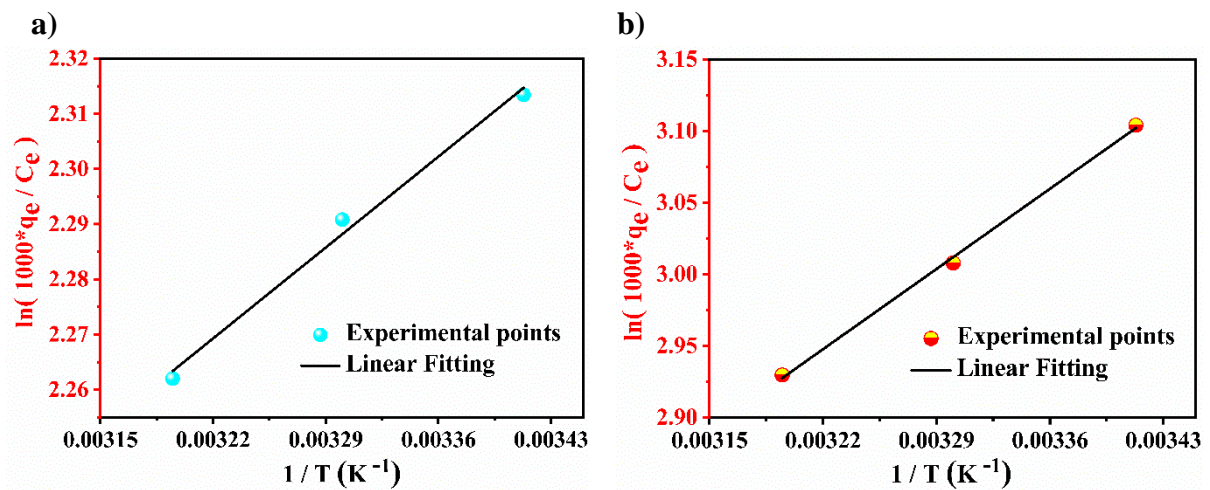 a)
2.32
2.31
2.30
2.29
2.28
2.27
2.26
ln( 1000*qe / Ce )
Experimental points
Linear Fitting
0.00315 0.00322 0.00329 0.00336 0.00343
1 / T (K-1)
b)
3.15
3.10
3.05
3.00
2.95
2.90
ln( 1000*qe / Ce )
Experimental points
Linear Fitting
0.00315 0.00322 0.00329 0.00336 0.00343
1 / T (K-1)